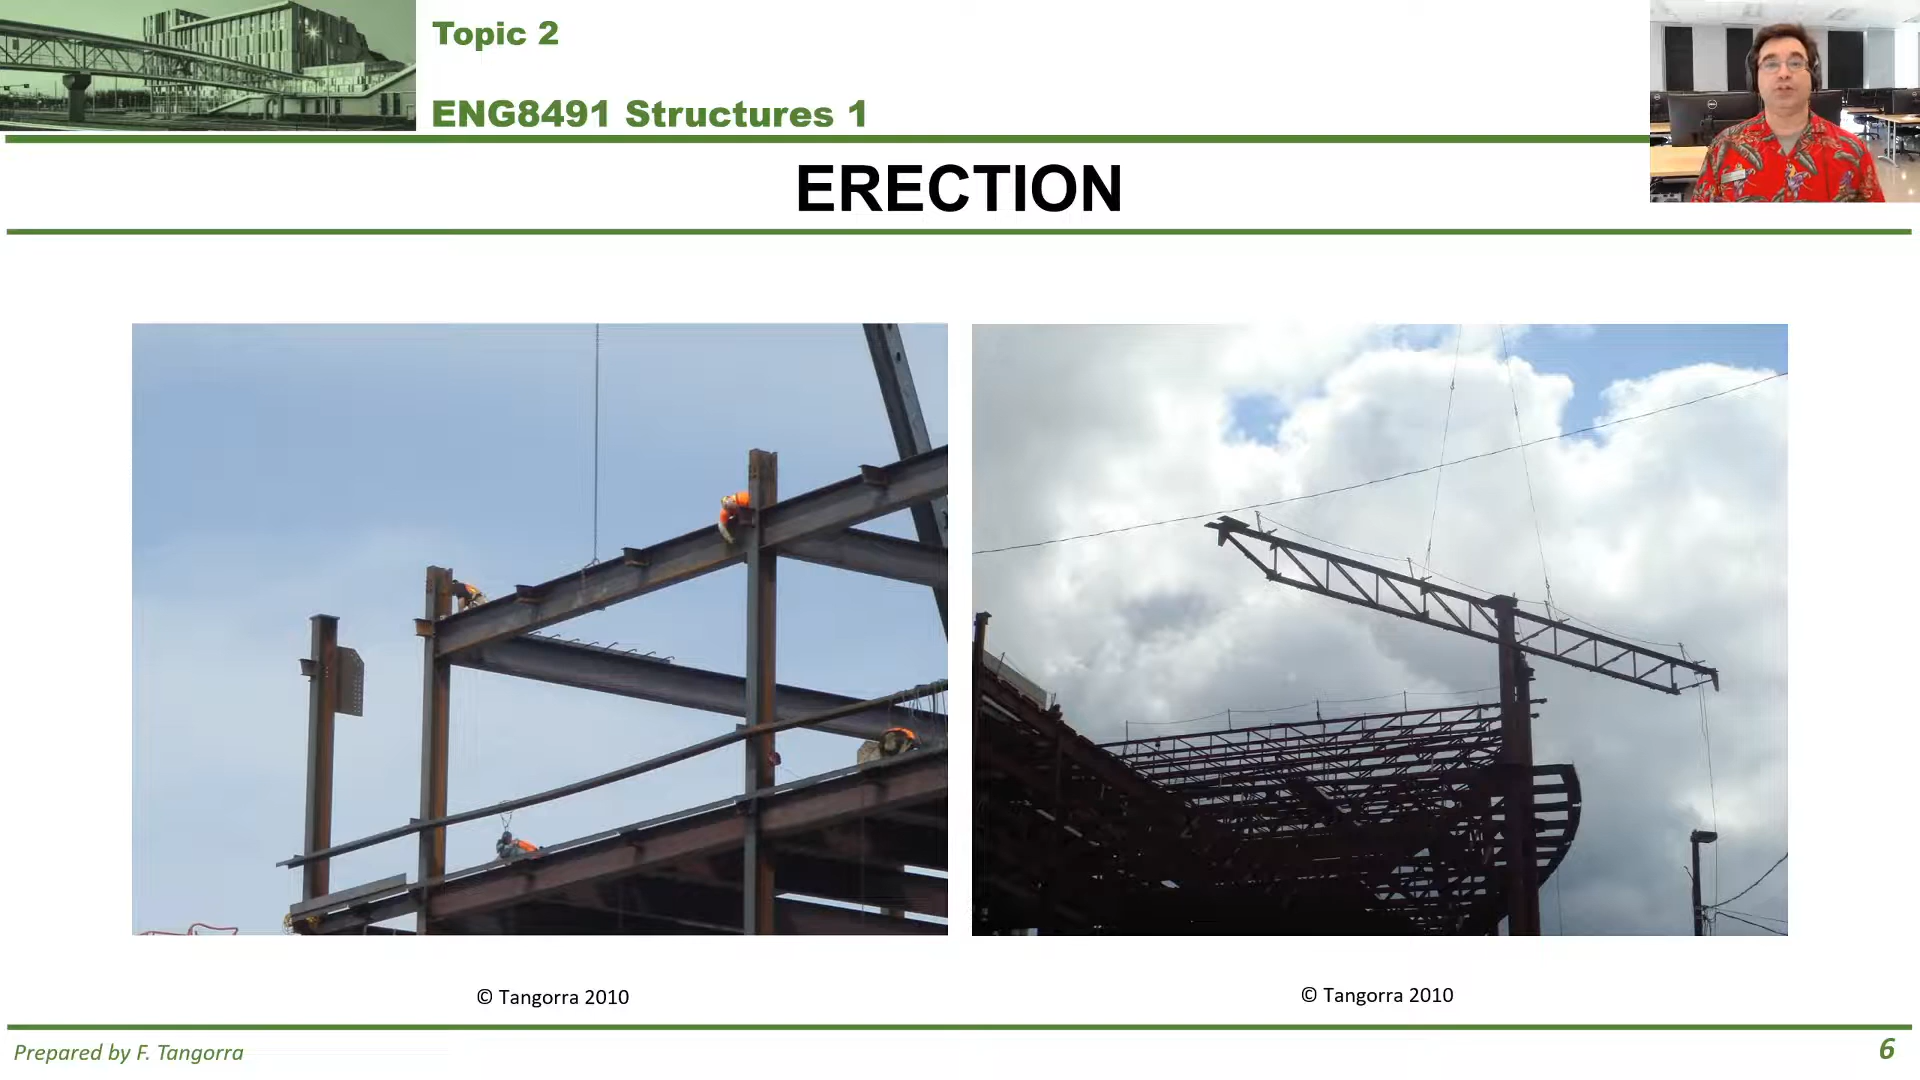 Topic 2
ENG8491 Structures 1
ERECTION
© Tangorra 2010
© Tangorra 2010
Prepared by F. Tangorra
6